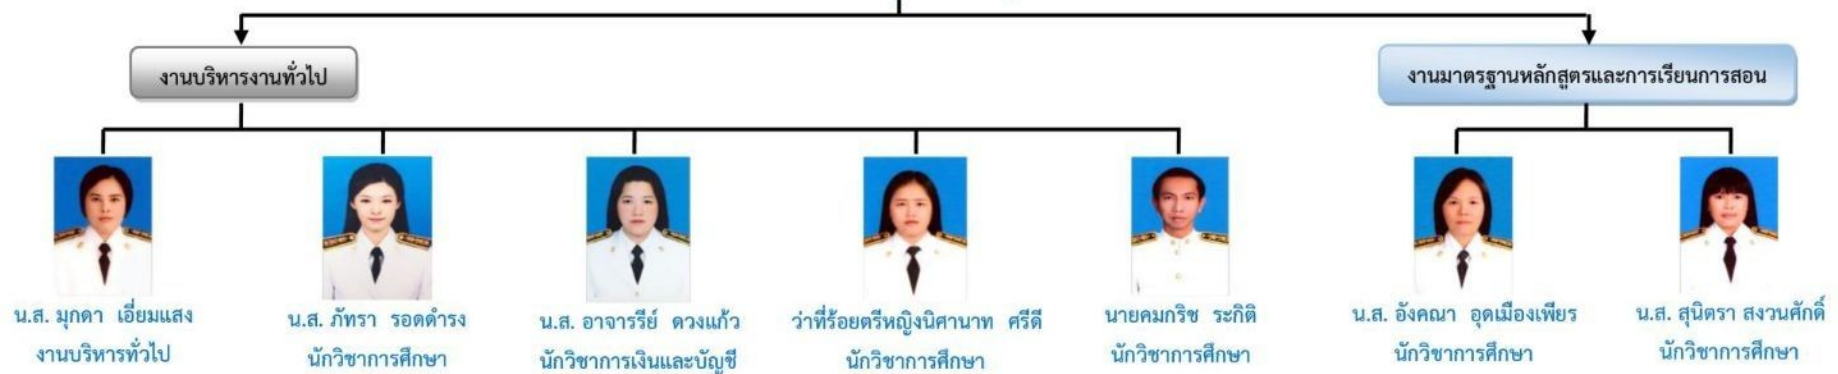 งานบริหารงานทั่วไป
งานมาตรฐานหลักสูตรและการเรียนการสอน
น.ส. มุกดา เอี่ยมแสง
งานบริหารทั่วไป
น.ส. ภัทรา รอดดำรง
นักวิชาการศึกษา
น.ส. อาจารรีย์ ดวงแก้ว
นักวิชาการเงินและบัญชี
ว่าที่ร้อยตรีหญิงนิศานาท ศรีดี
นักวิชาการศึกษา
นายคมกริช ระกิติ
นักวิชาการศึกษา
น.ส. อังคณา อุดเมืองเพียร
นักวิชาการศึกษา
น.ส. สุนิตรา สงวนศักดิ์
นักวิชาการศึกษา